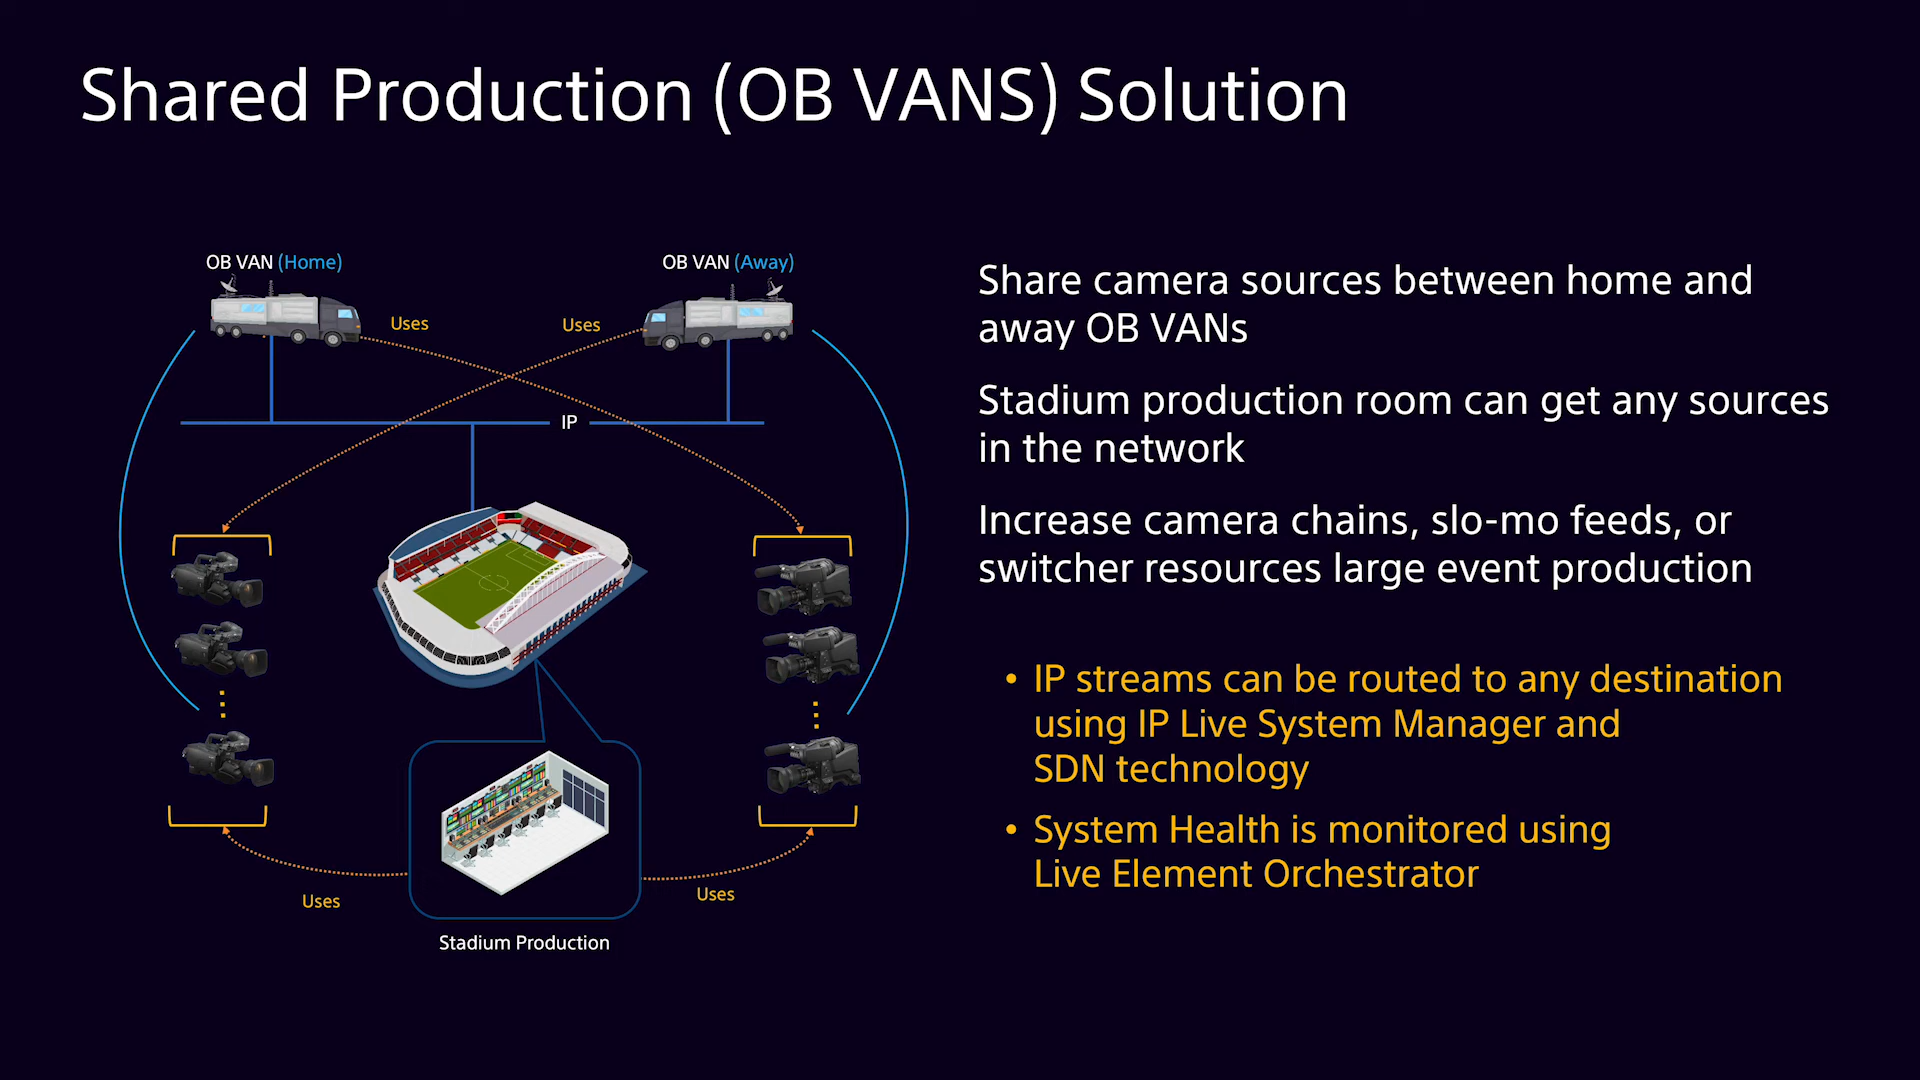 Shared Production (OB VANS) Solution
OB VAN (Home)
OB VAN (Away)
Uses
Uses
IP
Uses
Uses
Stadium Production
Share camera sources between home and
away OB VANs
Stadium production room can get any sources
in the network
Increase camera chains, slo-mo feeds, or
switcher resources large event production
• IP streams can be routed to any destination
using IP Live System Manager and
SDN technology
• System Health is monitored using
Live Element Orchestrator